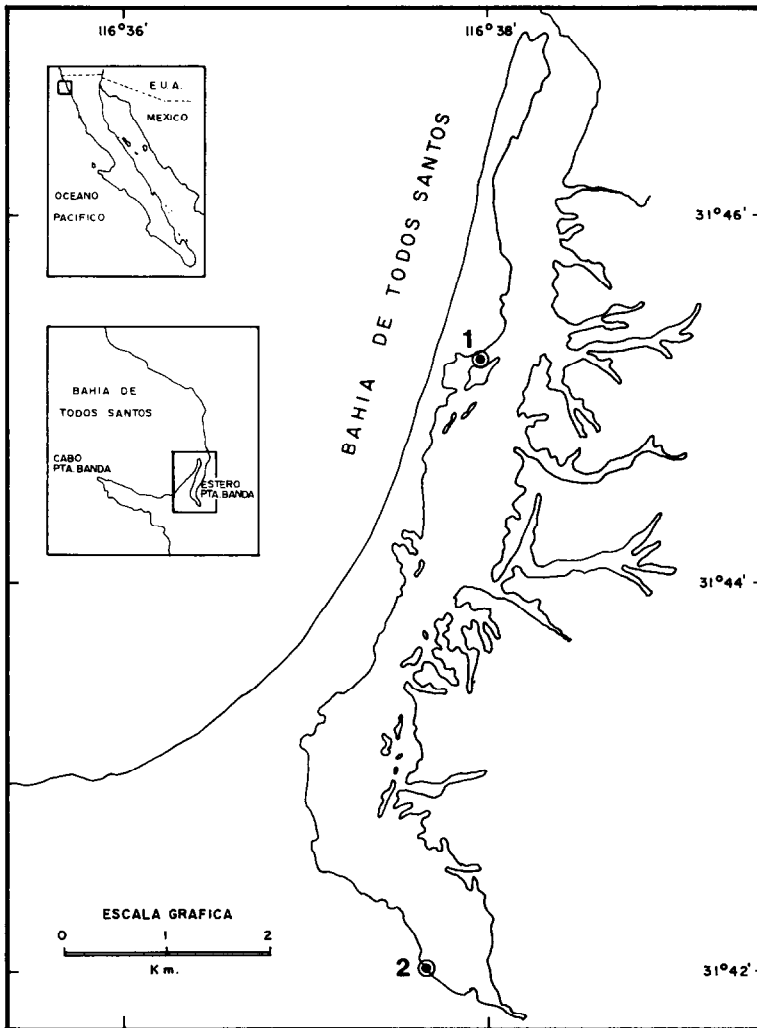 116°36'
116°38'
E.U.A.
MEXICO
OCEANO
PACIFICO
BAHIA DE TODOS SANTOS
31°46'
1
BAHIA DE
TODOS SANTOS
CABO
PTA. BANDA
ESTERO
PTA. BANDA
31°44'
ESCALA GRAFICA
0 1 2
Km.
2
31°42'